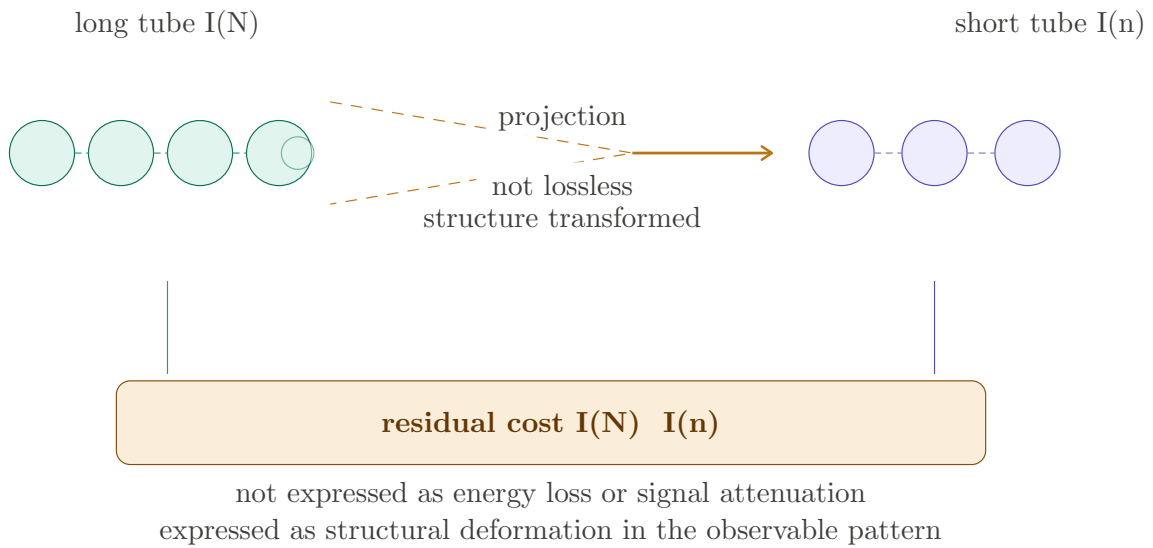 long tube I(N)
short tube I(n)
projection
not lossless
structure transformed
residual cost I(N) I(n)
not expressed as energy loss or signal attenuation
expressed as structural deformation in the observable pattern